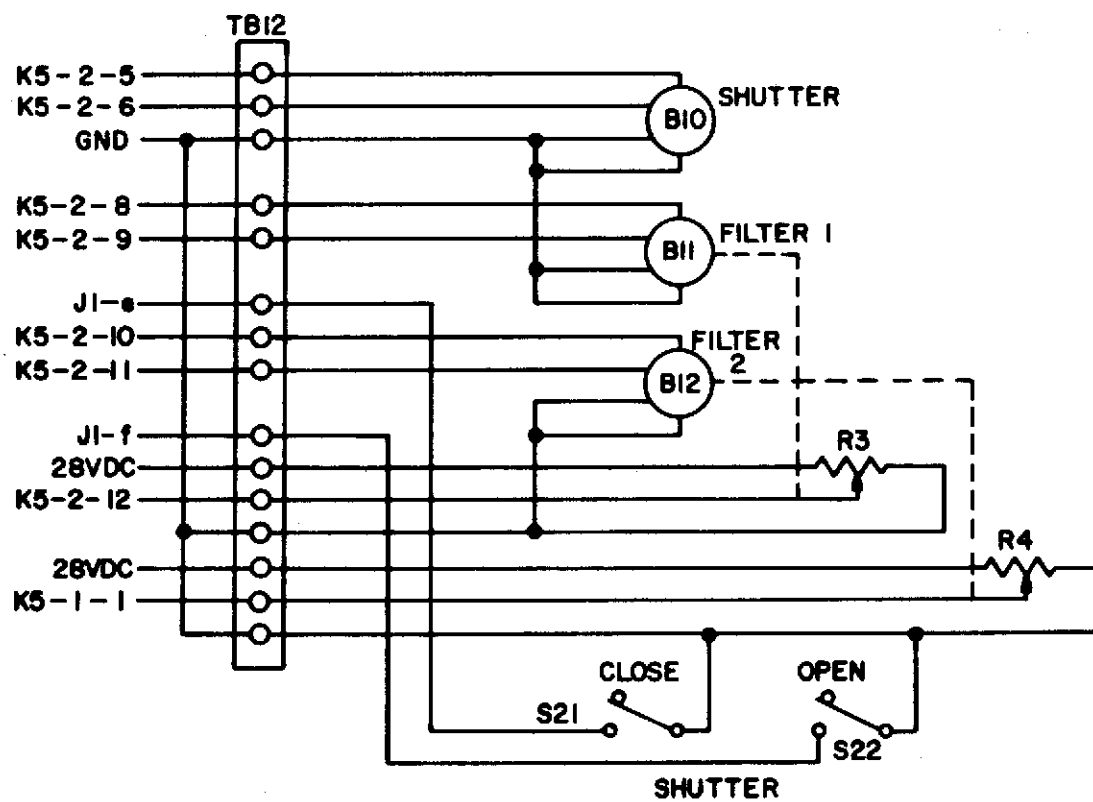 TB12
K5-2-5
K5-2-6
GND
SHUTTER
B10
K5-2-8
K5-2-9
FILTER 1
B11
J1-e
K5-2-10
K5-2-11
FILTER
2
B12
J1-f
28VDC
K5-2-12
R3
28VDC
K5-1-1
R4
CLOSE
OPEN
S21
S22
SHUTTER